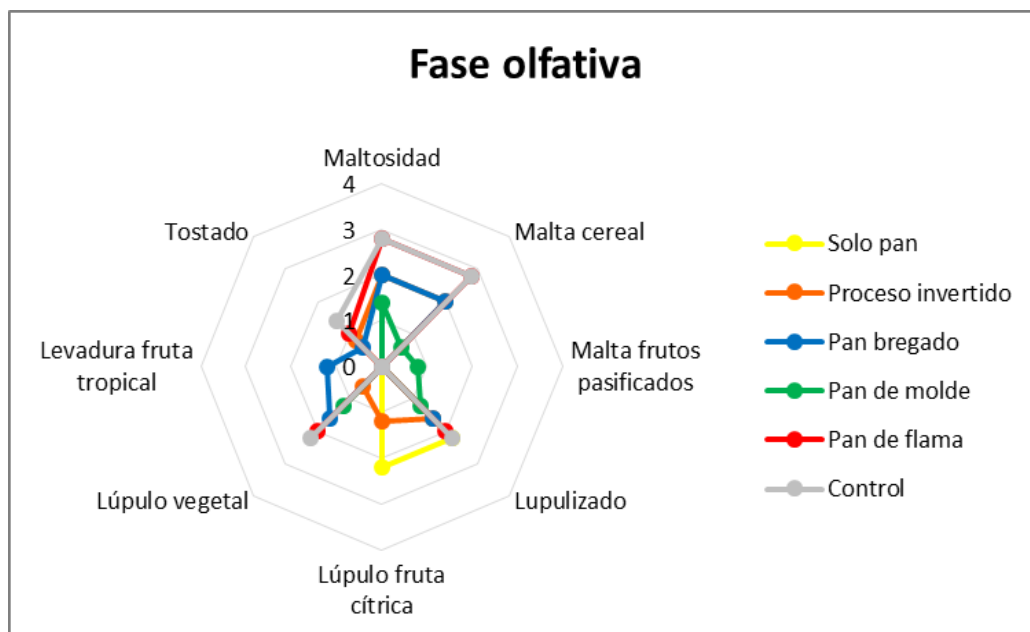 Fase olfativa
Maltosidad
4
3
2
1
0
Malta cereal
Malta frutos
pasificados
Lupulizado
Lúpulo fruta
cítrica
Lúpulo vegetal
Levadura fruta
tropical
Tostado
Solo pan
Proceso invertido
Pan bregado
Pan de molde
Pan de flama
Control